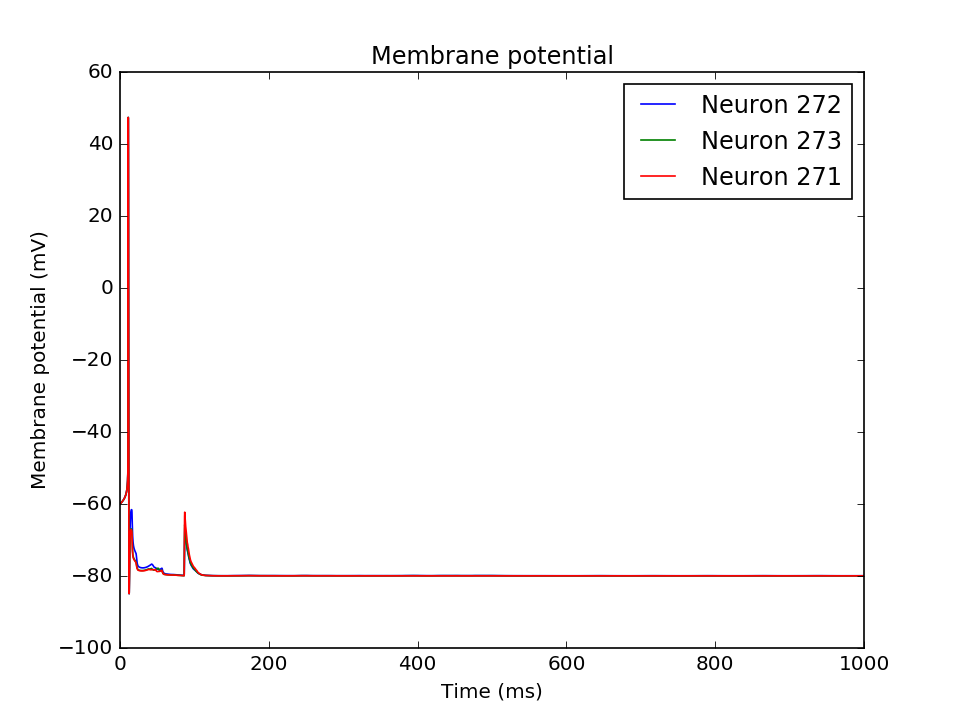 Membrane potential
60
40
20
0
−20
−40
−60
−80
−100
Membrane potential (mV)
Neuron 272
Neuron 273
Neuron 271
0 200 400 600 800 1000
Time (ms)